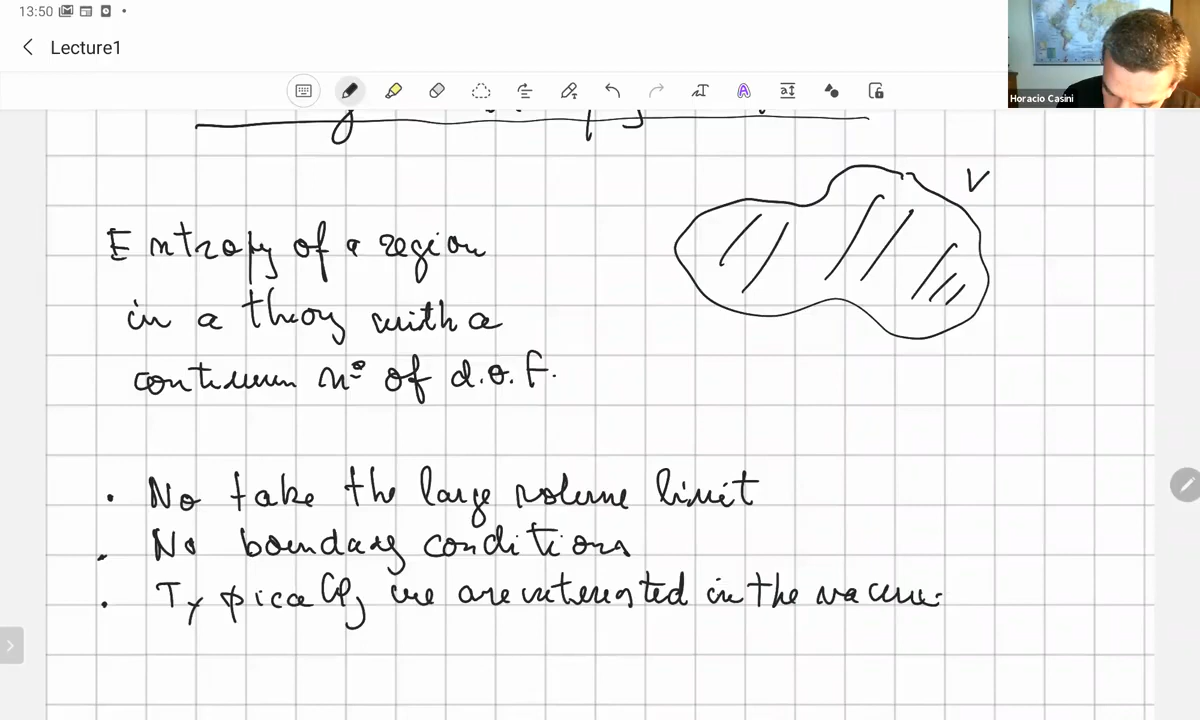 13:50
Lecture1
Horacio Casini
V
Entropy of a region
in a theory with a
continuum nº of d.o.f.
· No take the large volume limit
· No boundary conditions
· Typically we are interested in the vacuum